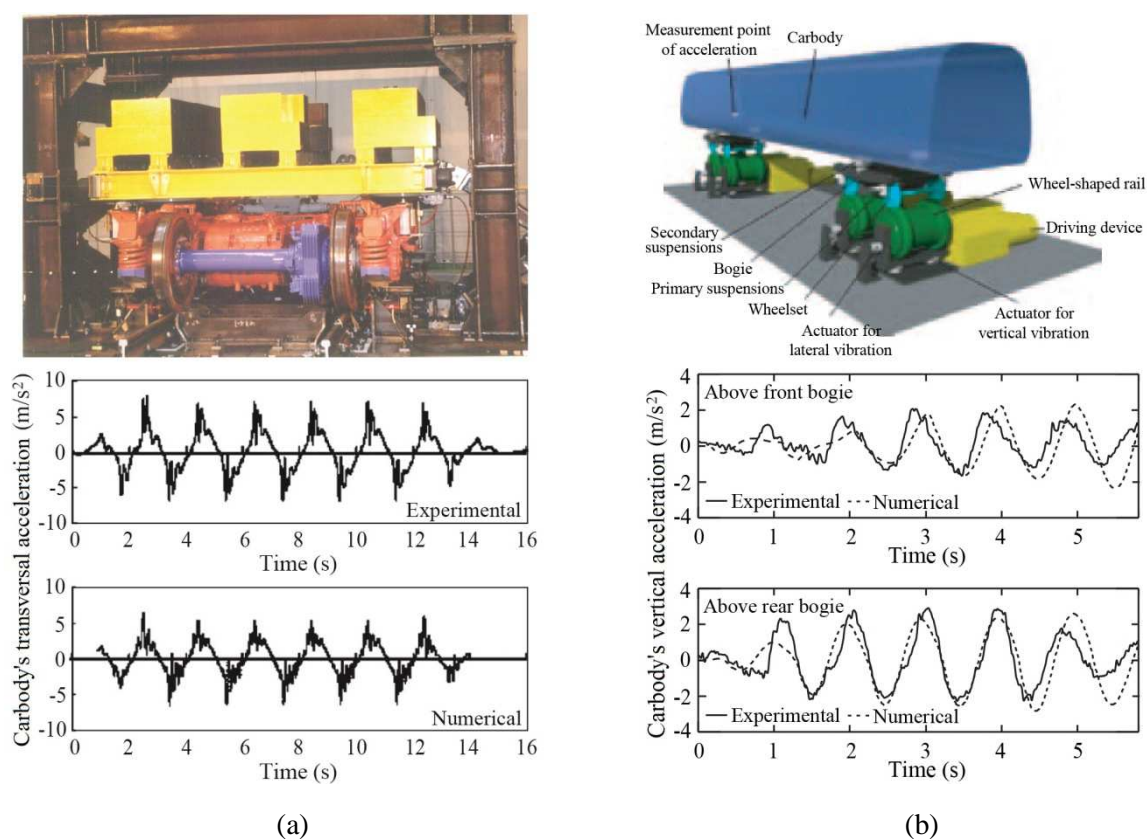 Measurement point
of acceleration
Carbody
Wheel-shaped rail
Driving device
Secondary
suspensions
Bogie
Primary suspensions
Wheelset
Actuator for
lateral vibration
Actuator for
vertical vibration
Carbody's transversal acceleration (m/s²)
10
5
0
-5
-10
Experimental
0 2 4 6 8 10 12 14 16
Time (s)
10
5
0
-5
-10
Numerical
0 2 4 6 8 10 12 14 16
Time (s)
(a)
Carbody's vertical acceleration (m/s²)
4
2
0
-2
-4
Above front bogie
Experimental Numerical
0 1 2 3 4 5
Time (s)
4
2
0
-2
-4
Above rear bogie
Experimental Numerical
0 1 2 3 4 5
Time (s)
(b)